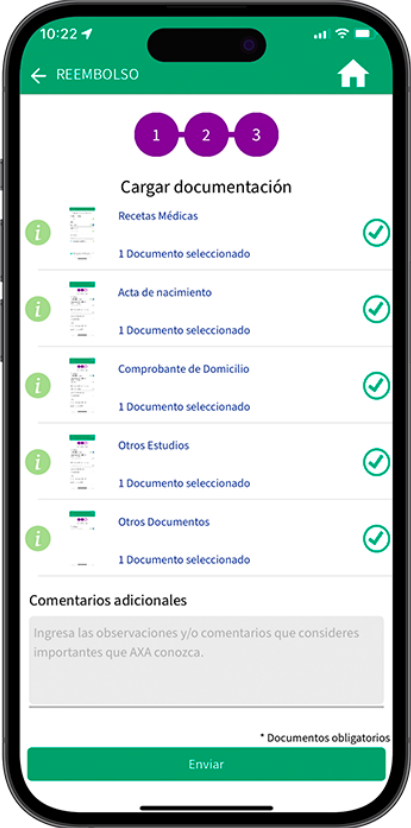 10:22
REEMBOLSO
1 2 3
Cargar documentación
i
Recetas Médicas
1 Documento seleccionado
i
Acta de nacimiento
1 Documento seleccionado
i
Comprobante de Domicilio
1 Documento seleccionado
i
Otros Estudios
1 Documento seleccionado
i
Otros Documentos
1 Documento seleccionado
Comentarios adicionales
Ingresa las observaciones y/o comentarios que consideres
importantes que AXA conozca.
* Documentos obligatorios
Enviar